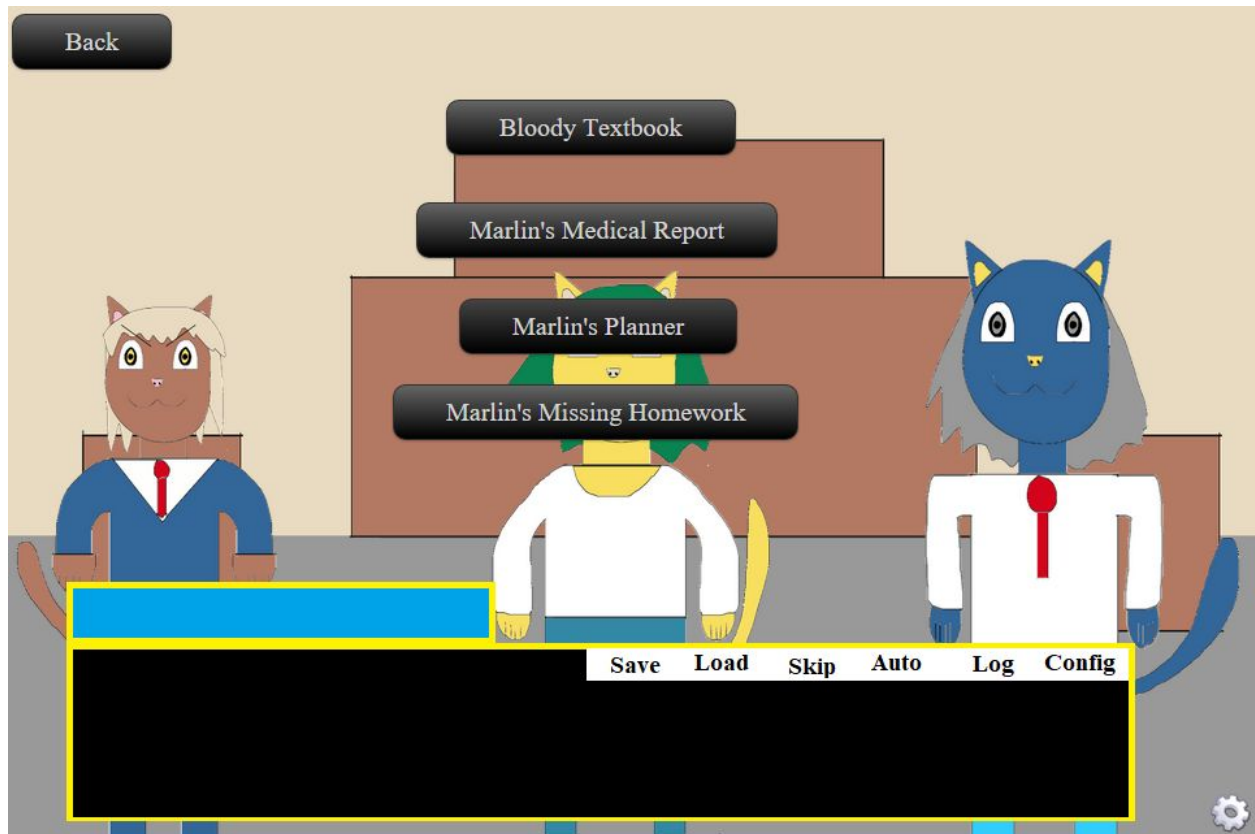 Back
Bloody Textbook
Marlin's Medical Report
Marlin's Planner
Marlin's Missing Homework
Save Load Skip Auto Log Config